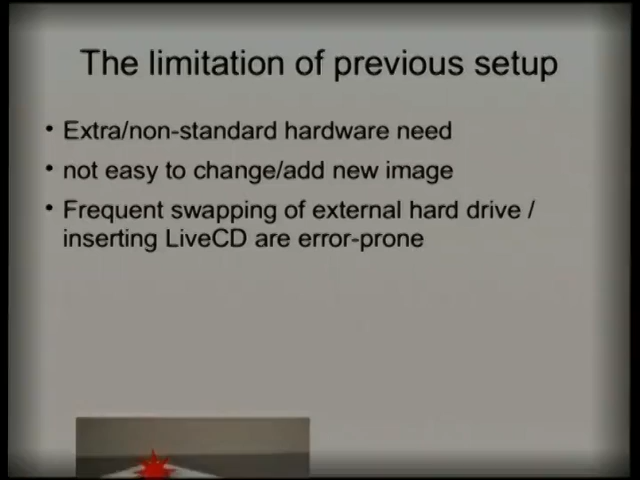 The limitation of previous setup
• Extra/non-standard hardware need
• not easy to change/add new image
• Frequent swapping of external hard drive /
inserting LiveCD are error-prone